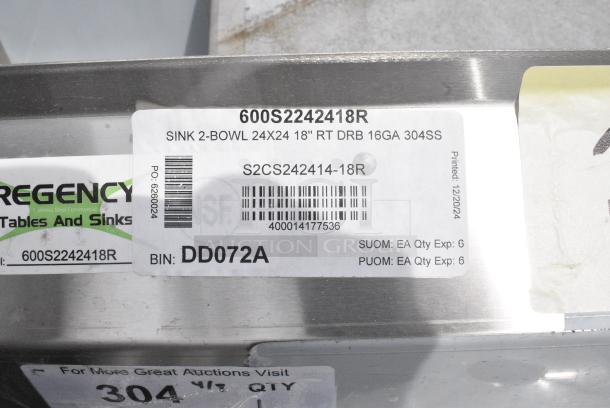 600S2242418R
SINK 2-BOWL 24X24 18" RT DRB 16GA 304SS
S2CS242414-18R
PO: 6260024
400014177536
Printed: 12/20/24
BIN: DD072A
SUOM: EA Qty Exp: 6
PUOM: EA Qty Exp: 6
REGENCY
Tables And Sinks
600S2242418R
NSF
For More Great Auctions Visit
304 QTY